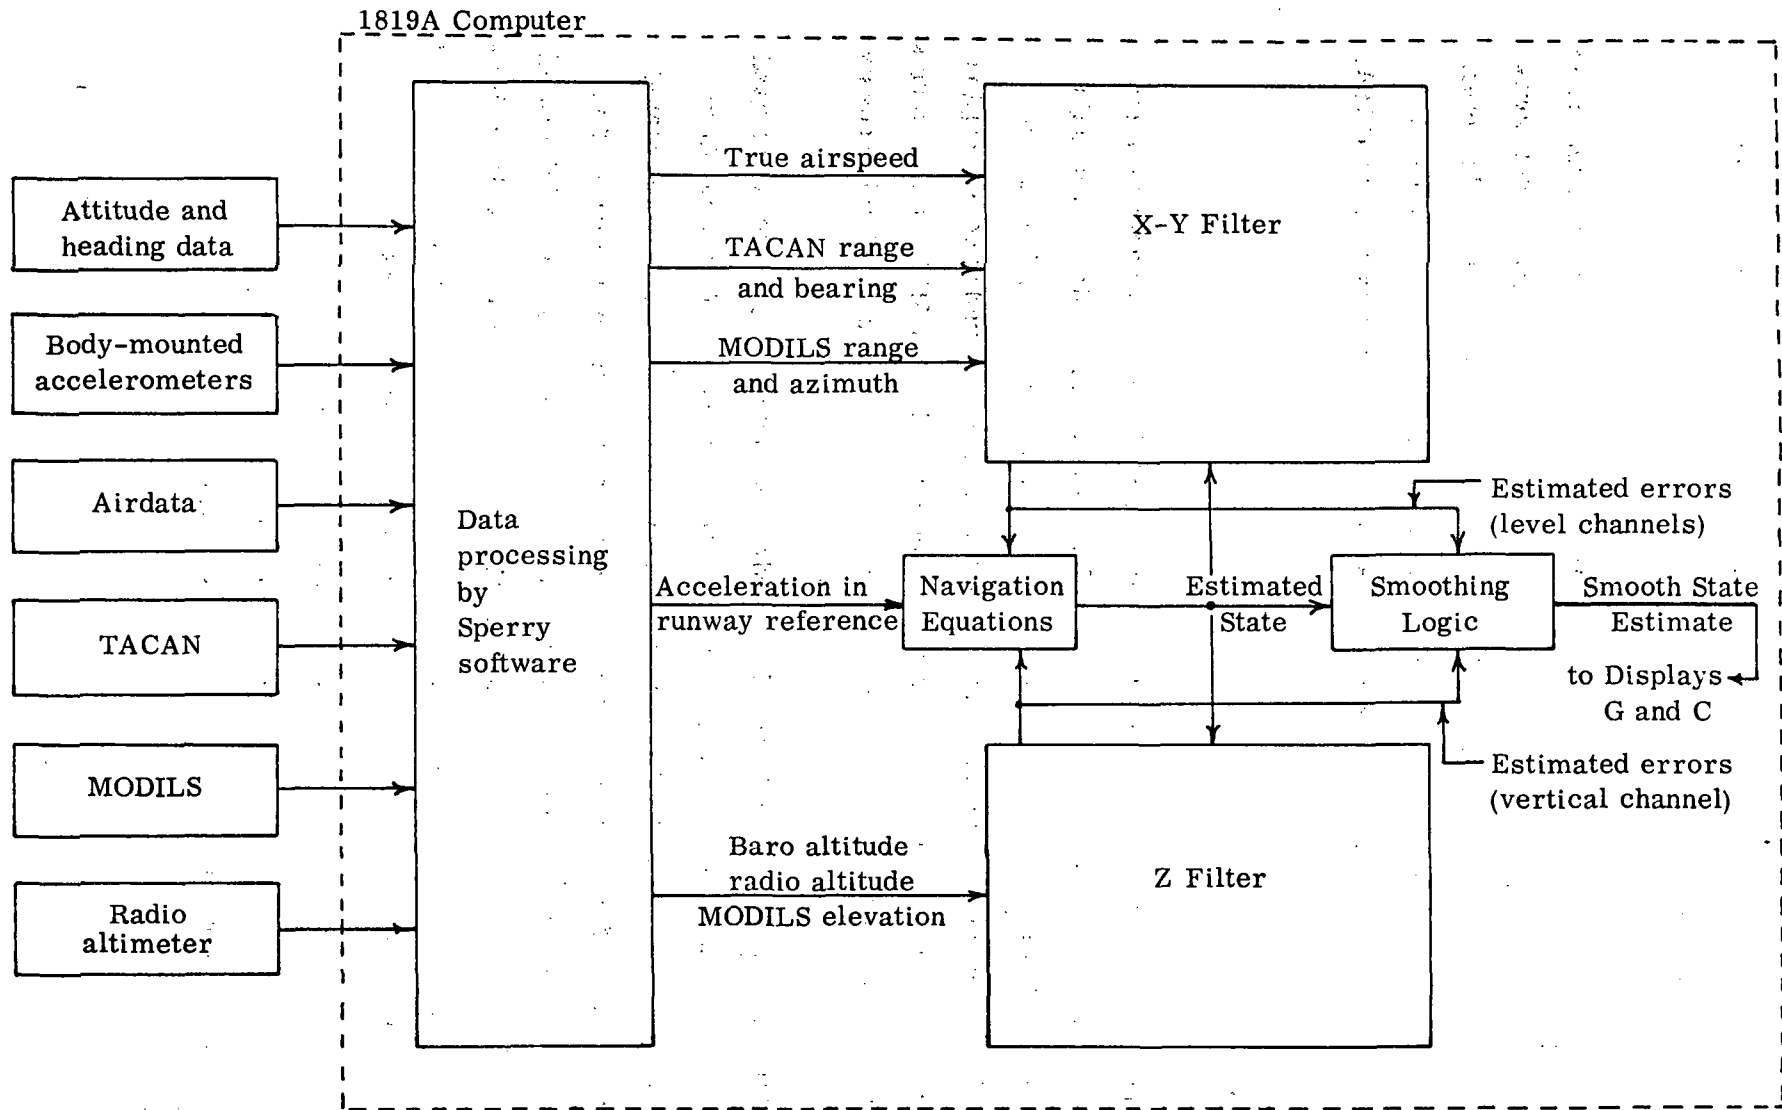 1819A Computer
Attitude and
heading data
Body-mounted
accelerometers
Airdata
TACAN
MODILS
Radio
altimeter
Data
processing
by
Sperry
software
True airspeed
TACAN range
and bearing
MODILS range
and azimuth
Acceleration in
runway reference
Baro altitude
radio altitude
MODILS elevation
X-Y Filter
Navigation
Equations
Estimated
State
Z Filter
Estimated errors
(level channels)
Smoothing
Logic
Smooth State
Estimate
to Displays
G and C
Estimated errors
(vertical channel)